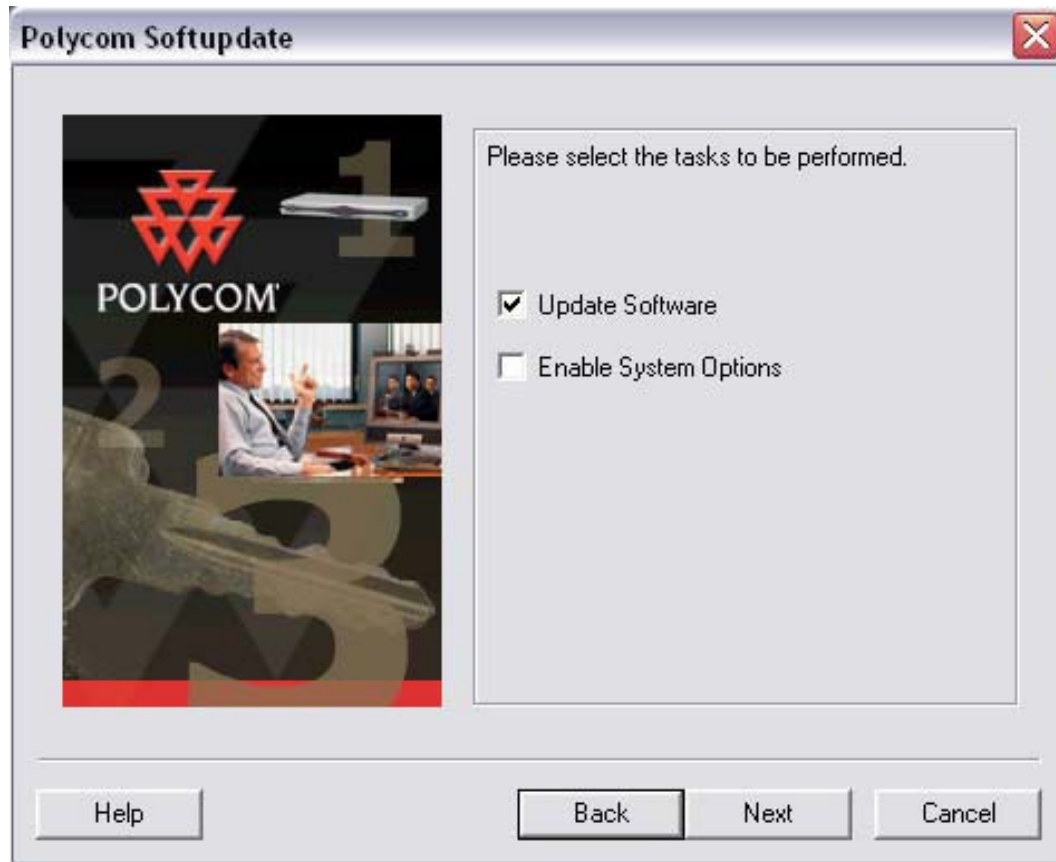 Polycom Softupdate
1
POLYCOM
2
3
Please select the tasks to be performed.
Update Software
Enable System Options
Help
Back
Next
Cancel